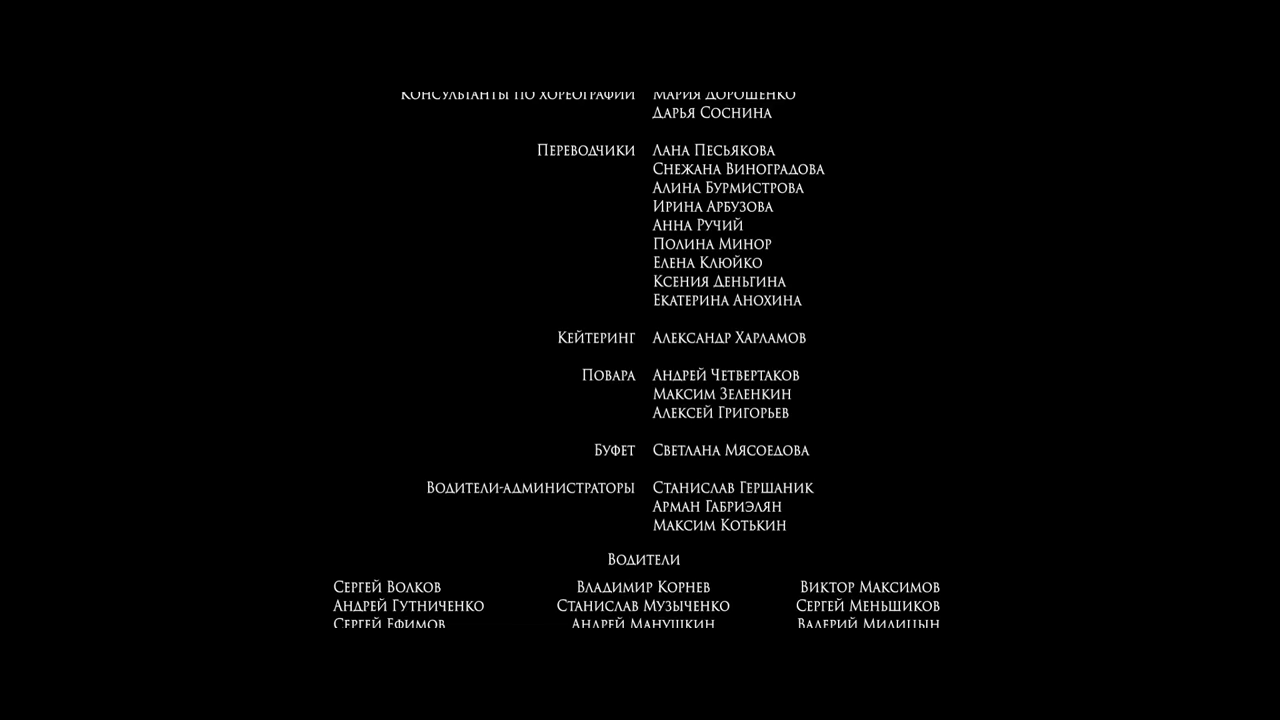 Консультанты по хореографии Мария Дорошенко
Дарья Соснина
Переводчики Лана Песьякова
Снежана Виноградова
Алина Бурмистрова
Ирина Арбузова
Анна Ручий
Полина Минор
Елена Клюйко
Ксения Деньгина
Екатерина Анохина
Кейтеринг Александр Харламов
Повара Андрей Четвертаков
Максим Зеленкин
Алексей Григорьев
Буфет Светлана Мясоедова
Водители-администраторы Станислав Гершаник
Арман Габриэлян
Максим Котькин
Водители
Сергей Волков Владимир Корнев Виктор Максимов
Андрей Гутниченко Станислав Музыченко Сергей Меньшиков
Сергей Ефимов Андрей Манушкин Валерий Милицын